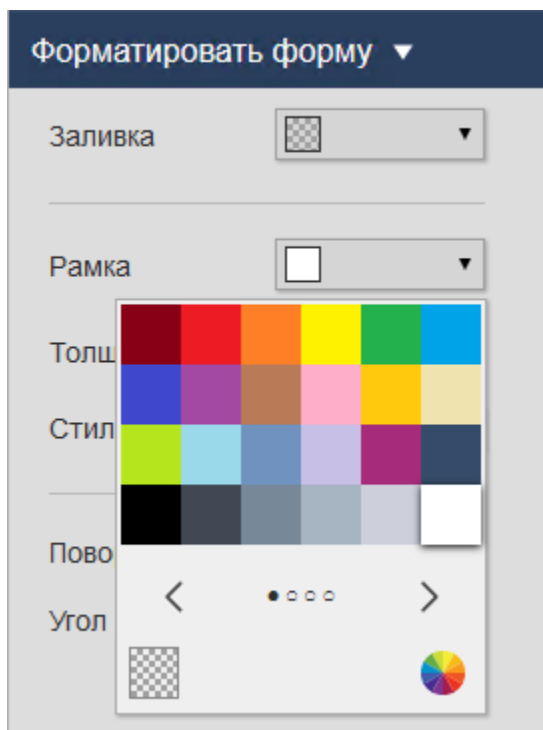 Форматировать форму
Заливка
Рамка
Толщ
Стил
Пово
Угол